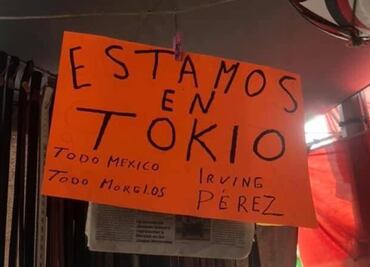 ESTAMOS
EN
TOKIO
TODO MEXICO
TODO MORELOS
IRVING
PÉREZ